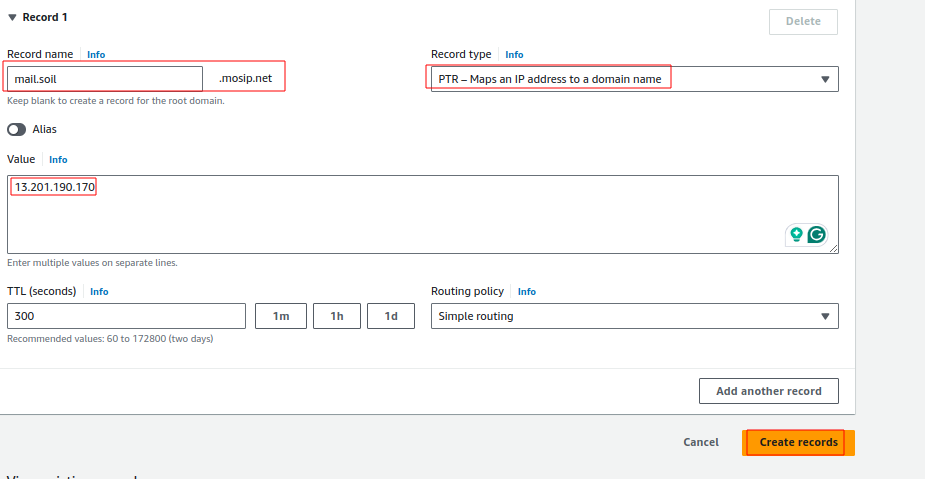 Record 1
Delete
Record name Info
Record type Info
mail.soil .mosip.net
PTR – Maps an IP address to a domain name
Keep blank to create a record for the root domain.
Alias
Value Info
13.201.190.170
Enter multiple values on separate lines.
TTL (seconds) Info
Routing policy Info
300 1m 1h 1d
Simple routing
Recommended values: 60 to 172800 (two days)
Add another record
Cancel Create records